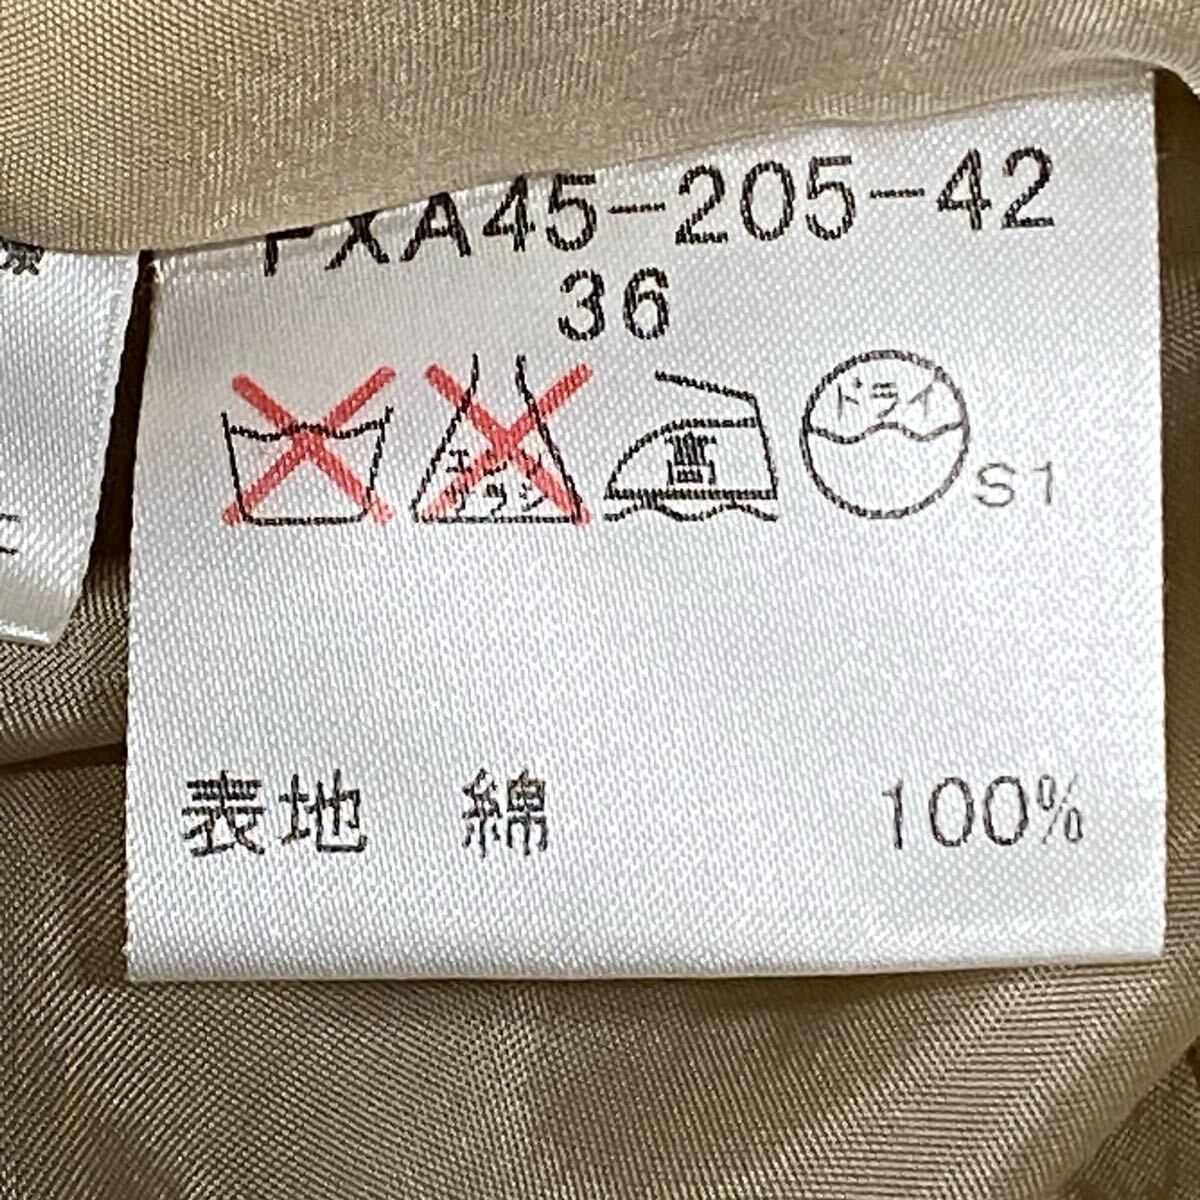 FXA45-205-42
36
エンソ サラシ 高 ドライ S1
表地 綿 100%